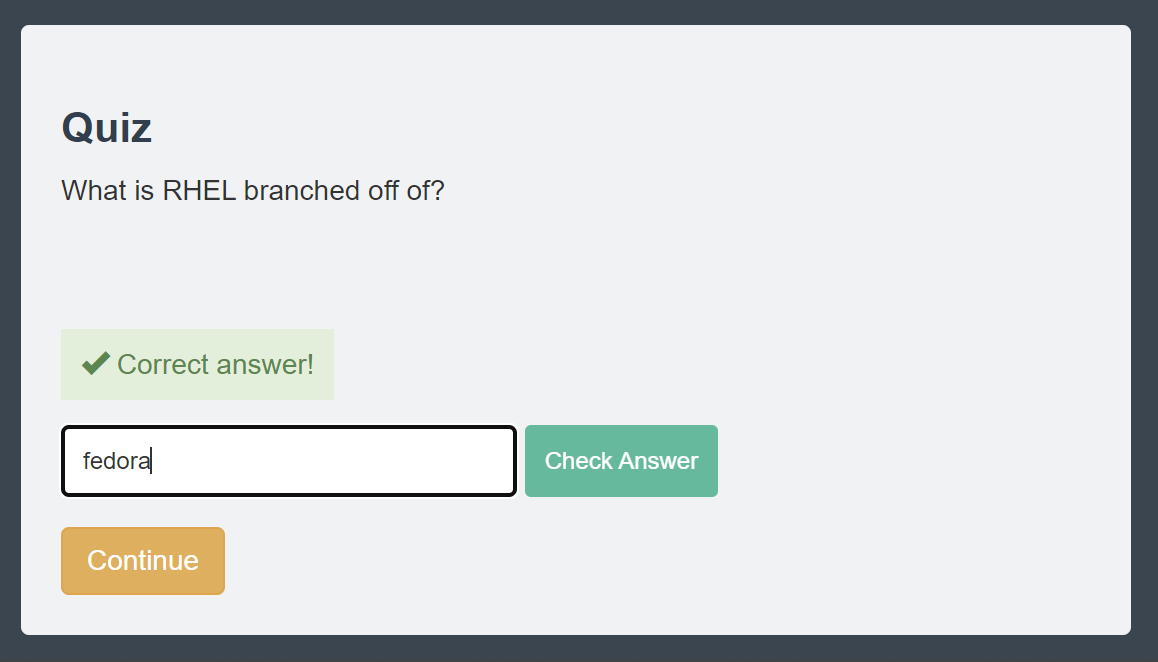 Quiz
What is RHEL branched off of?
✔ Correct answer!
fedora
Check Answer
Continue